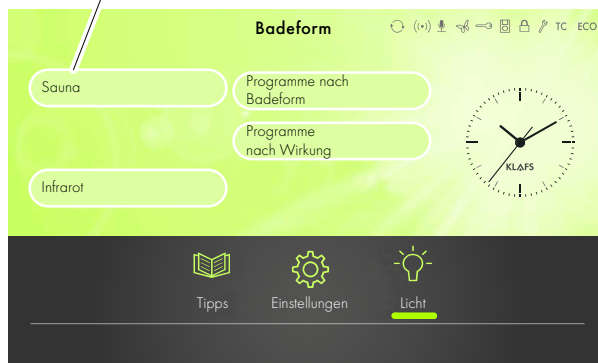 Badeform
TC ECO
Sauna
Programme nach
Badeform
Programme
nach Wirkung
Infrarot
KLAFS
Tipps
Einstellungen
Licht